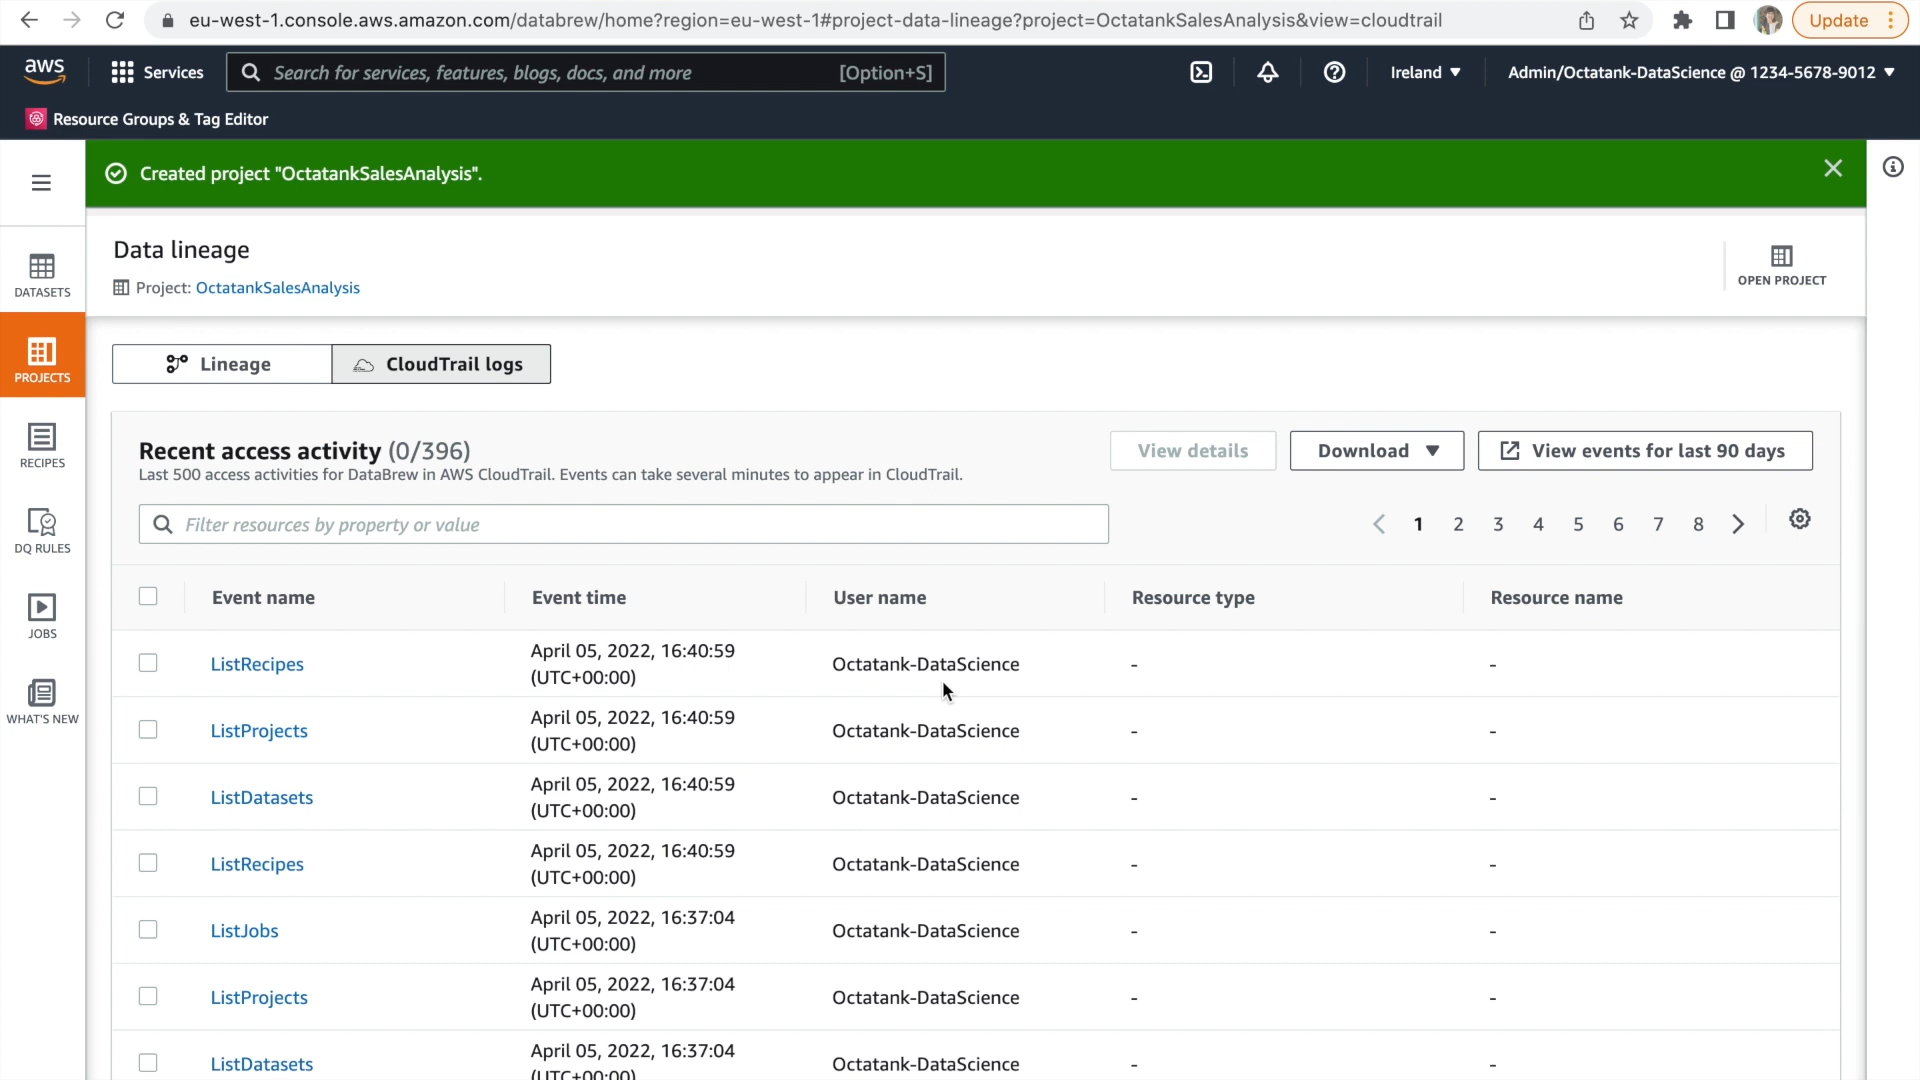 eu-west-1.console.aws.amazon.com/databrew/home?region=eu-west-1#project-data-lineage?project=OctatankSalesAnalysis&view=cloudtrail
Update
aws
Services
Search for services, features, blogs, docs, and more
[Option+S]
Ireland ▼
Admin/Octatank-DataScience @ 1234-5678-9012 ▼
Resource Groups & Tag Editor
Created project "OctatankSalesAnalysis".
DATASETS
PROJECTS
RECIPES
DQ RULES
JOBS
WHAT'S NEW
Data lineage
Project: OctatankSalesAnalysis
OPEN PROJECT
Lineage
CloudTrail logs
Recent access activity (0/396)
Last 500 access activities for DataBrew in AWS CloudTrail. Events can take several minutes to appear in CloudTrail.
View details
Download ▼
View events for last 90 days
Filter resources by property or value
1 2 3 4 5 6 7 8
Event name Event time User name Resource type Resource name
ListRecipes April 05, 2022, 16:40:59 Octatank-DataScience - -
(UTC+00:00)
ListProjects April 05, 2022, 16:40:59 Octatank-DataScience - -
(UTC+00:00)
ListDatasets April 05, 2022, 16:40:59 Octatank-DataScience - -
(UTC+00:00)
ListRecipes April 05, 2022, 16:40:59 Octatank-DataScience - -
(UTC+00:00)
ListJobs April 05, 2022, 16:37:04 Octatank-DataScience - -
(UTC+00:00)
ListProjects April 05, 2022, 16:37:04 Octatank-DataScience - -
(UTC+00:00)
ListDatasets April 05, 2022, 16:37:04 Octatank-DataScience - -
(UTC+00:00)